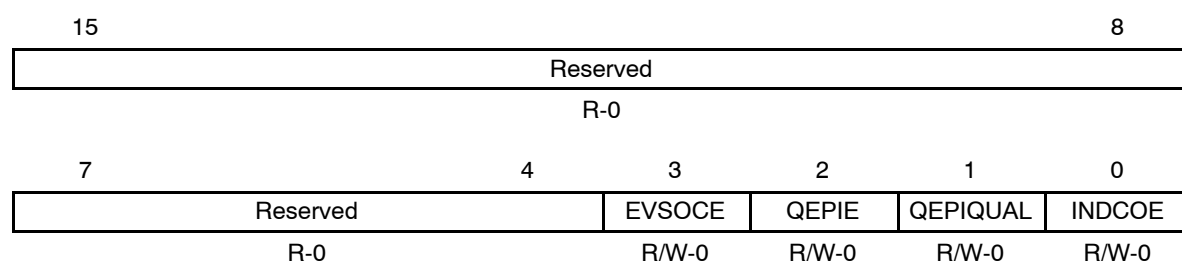 15 8
Reserved
R-0
7 4 3 2 1 0
Reserved EVSOCE QEPIE QEPIQUAL INDCOE
R-0 R/W-0 R/W-0 R/W-0 R/W-0